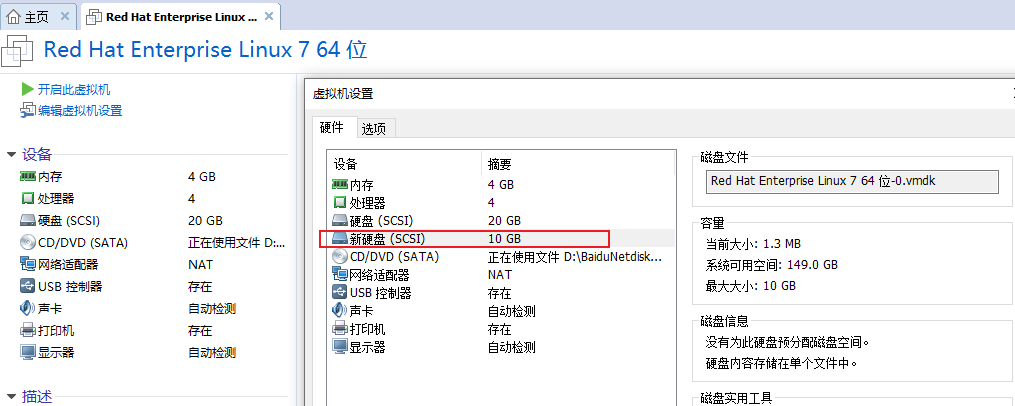 主页
Red Hat Enterprise Linux ...
Red Hat Enterprise Linux 7 64 位
开启此虚拟机
编辑虚拟机设置
设备
内存 4 GB
处理器 4
硬盘 (SCSI) 20 GB
CD/DVD (SATA) 正在使用文件 D:...
网络适配器 NAT
USB 控制器 存在
声卡 自动检测
打印机 存在
显示器 自动检测
描述
虚拟机设置
硬件 选项
设备 摘要
内存 4 GB
处理器 4
硬盘 (SCSI) 20 GB
新硬盘 (SCSI) 10 GB
CD/DVD (SATA) 正在使用文件 D:\BaiduNetdisk...
网络适配器 NAT
USB 控制器 存在
声卡 自动检测
打印机 存在
显示器 自动检测
磁盘文件
Red Hat Enterprise Linux 7 64 位-0.vmdk
容量
当前大小: 1.3 MB
系统可用空间: 149.0 GB
最大大小: 10 GB
磁盘信息
没有为此硬盘预分配磁盘空间。
硬盘内容存储在单个文件中。
磁盘实用工具